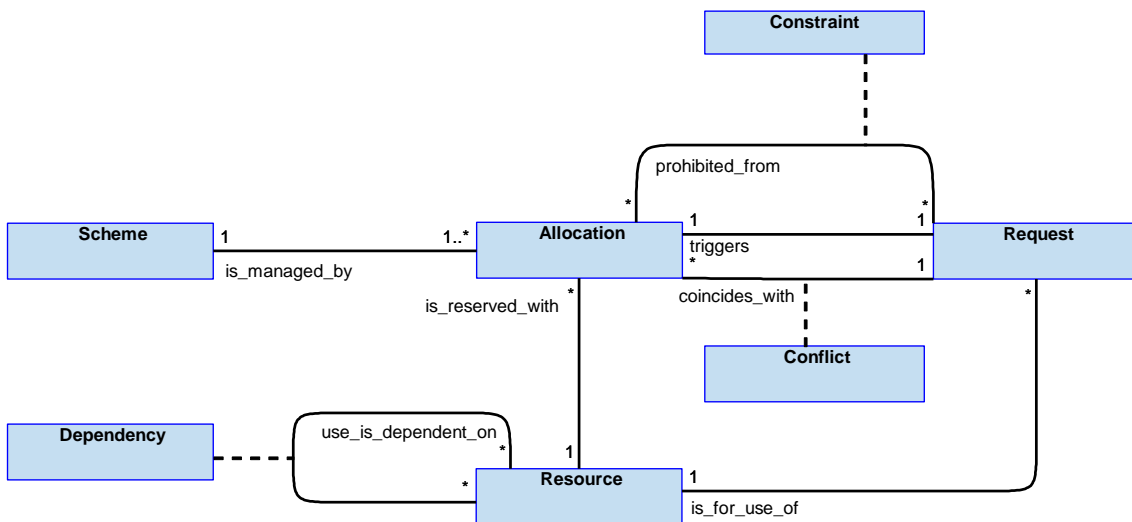 Constraint
prohibited_from
* *
Scheme
1 1..*
is_managed_by
Allocation
1 1
triggers
* 1
coincides_with
Request
* *
is_reserved_with
Conflict
Dependency
use_is_dependent_on
*
*
1
Resource
1
is_for_use_of